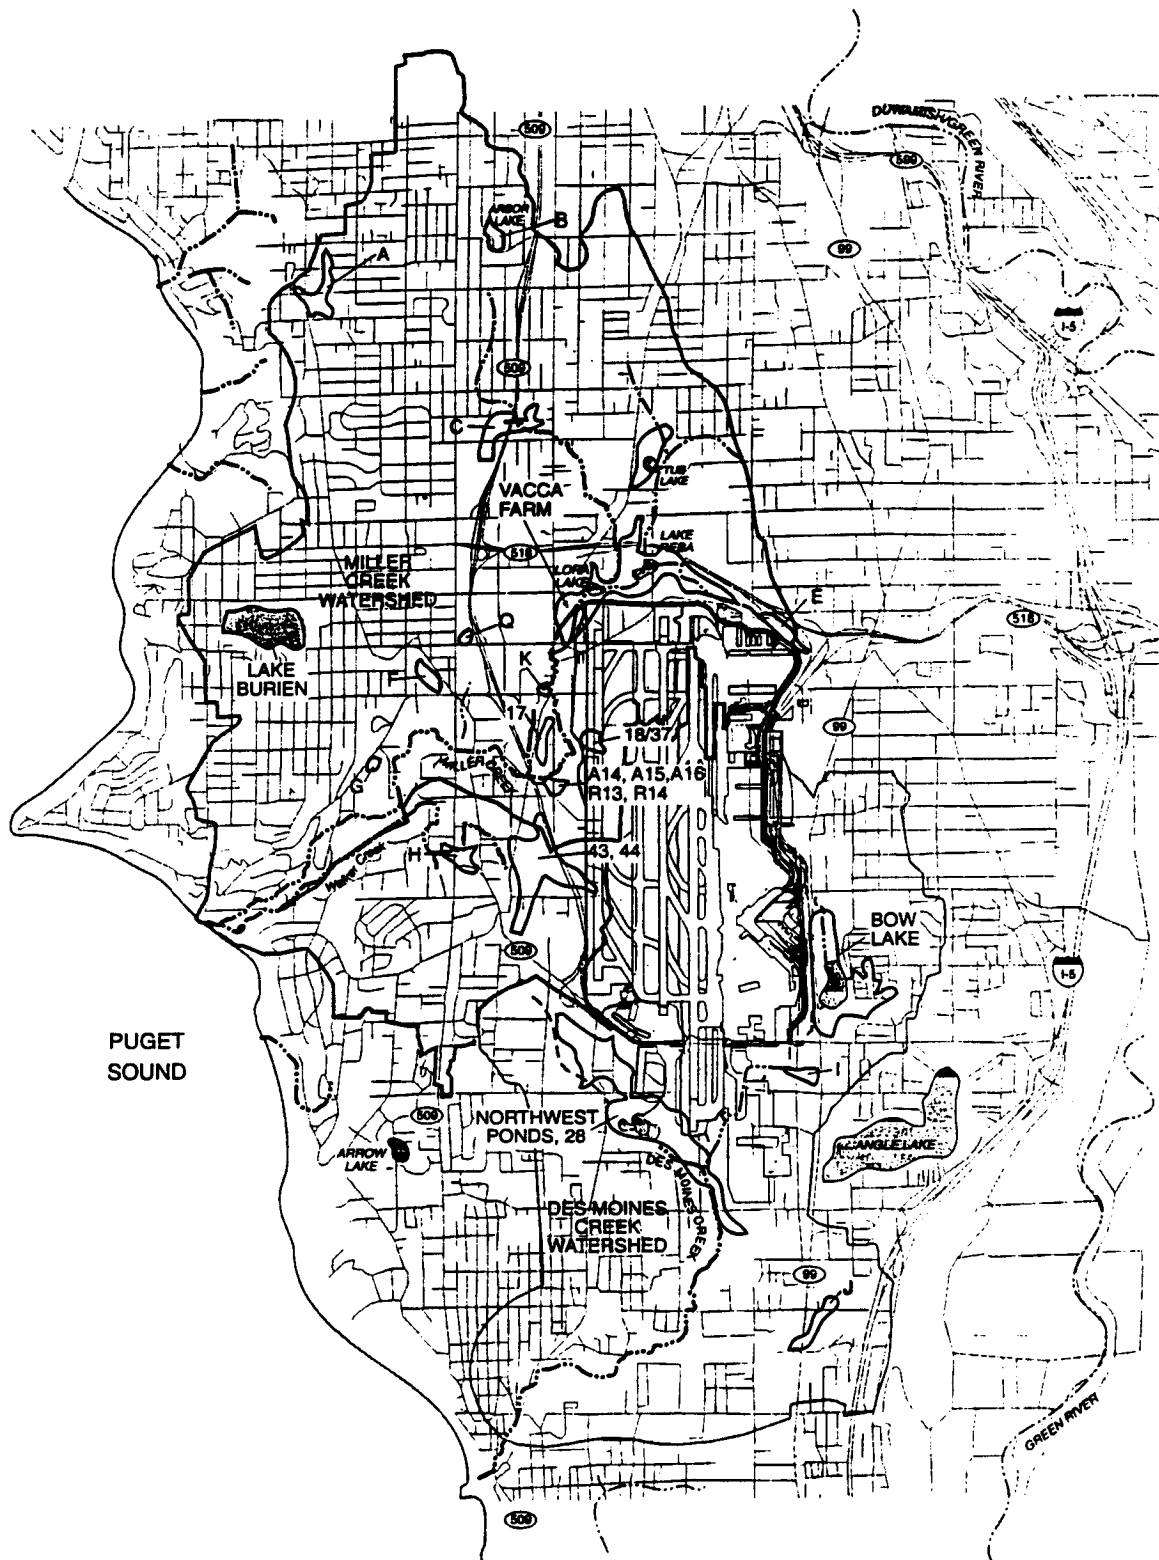 509
DUWAMISH/GREEN RIVER
599
ARBOR
LAKE
B
99
A
I-5
509
C
TUB
LAKE
VACCA
FARM
LAKE
REBA
518
LORA
LAKE
MILLER
CREEK
WATERSHED
E
518
Q
LAKE
BURIEN
K
F
17
18/37
99
MILLER CREEK
G
A14, A15, A16
R13, R14
43, 44
H
Walker Creek
BOW
LAKE
509
I-5
PUGET
SOUND
I
NORTHWEST
PONDS, 28
509
ANGLE LAKE
ARROW
LAKE
DES MOINES CREEK
DES MOINES
CREEK
WATERSHED
99
J
GREEN RIVER
509